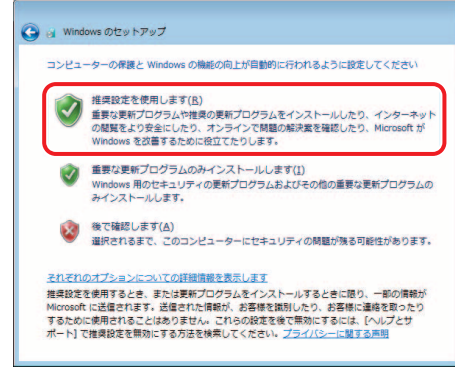 Windows のセットアップ
コンピューターの保護と Windows の機能の向上が自動的に行われるように設定してください
推奨設定を使用します(R)
重要な更新プログラムや推奨の更新プログラムをインストールしたり、インターネット
の閲覧をより安全にしたり、オンラインで問題の解決策を確認したり、Microsoft が
Windows を改善するために役立てたりします。
重要な更新プログラムのみインストールします(I)
Windows 用のセキュリティの更新プログラムおよびその他の重要な更新プログラムの
みインストールします。
後で確認します(A)
選択されるまで、このコンピューターにセキュリティの問題が残る可能性があります。
それぞれのオプションについての詳細情報を表示します
推奨設定を使用するとき、または更新プログラムをインストールするときに限り、一部の情報が
Microsoft に送信されます。送信された情報が、お客様を識別したり、お客様に連絡を取ったり
するために使用されることはありません。これらの設定を後で無効にするには、[ヘルプとサ
ポート] で推奨設定を無効にする方法を検索してください。プライバシーに関する声明